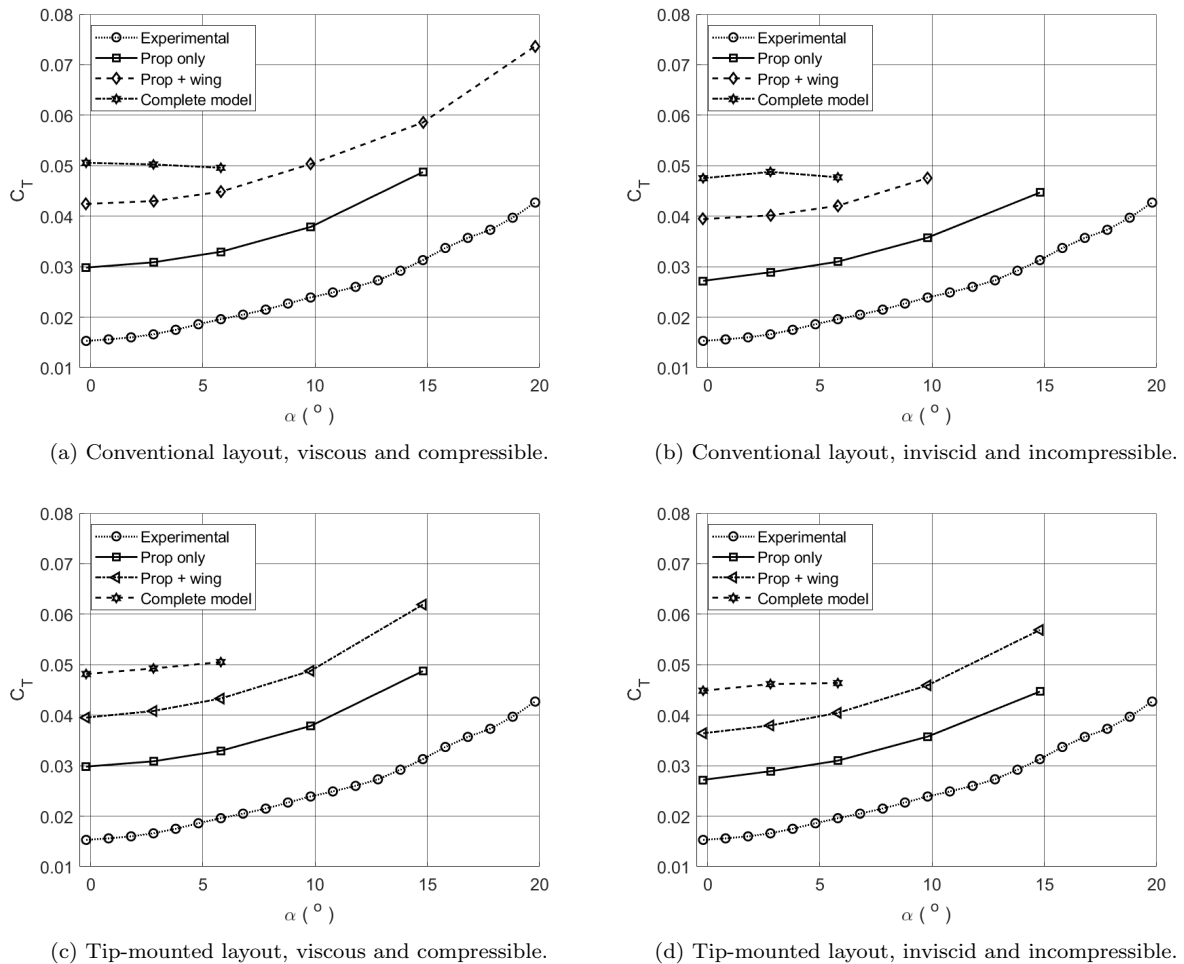 0.08
0.07
0.06
0.05
0.04
0.03
0.02
0.01
C_T
Experimental
Prop only
Prop + wing
Complete model
0 5 10 15 20
α ( ° )
(a) Conventional layout, viscous and compressible.
0.08
0.07
0.06
0.05
0.04
0.03
0.02
0.01
C_T
Experimental
Prop only
Prop + wing
Complete model
0 5 10 15 20
α ( ° )
(b) Conventional layout, inviscid and incompressible.
0.08
0.07
0.06
0.05
0.04
0.03
0.02
0.01
C_T
Experimental
Prop only
Prop + wing
Complete model
0 5 10 15 20
α ( ° )
(c) Tip-mounted layout, viscous and compressible.
0.08
0.07
0.06
0.05
0.04
0.03
0.02
0.01
C_T
Experimental
Prop only
Prop + wing
Complete model
0 5 10 15 20
α ( ° )
(d) Tip-mounted layout, inviscid and incompressible.